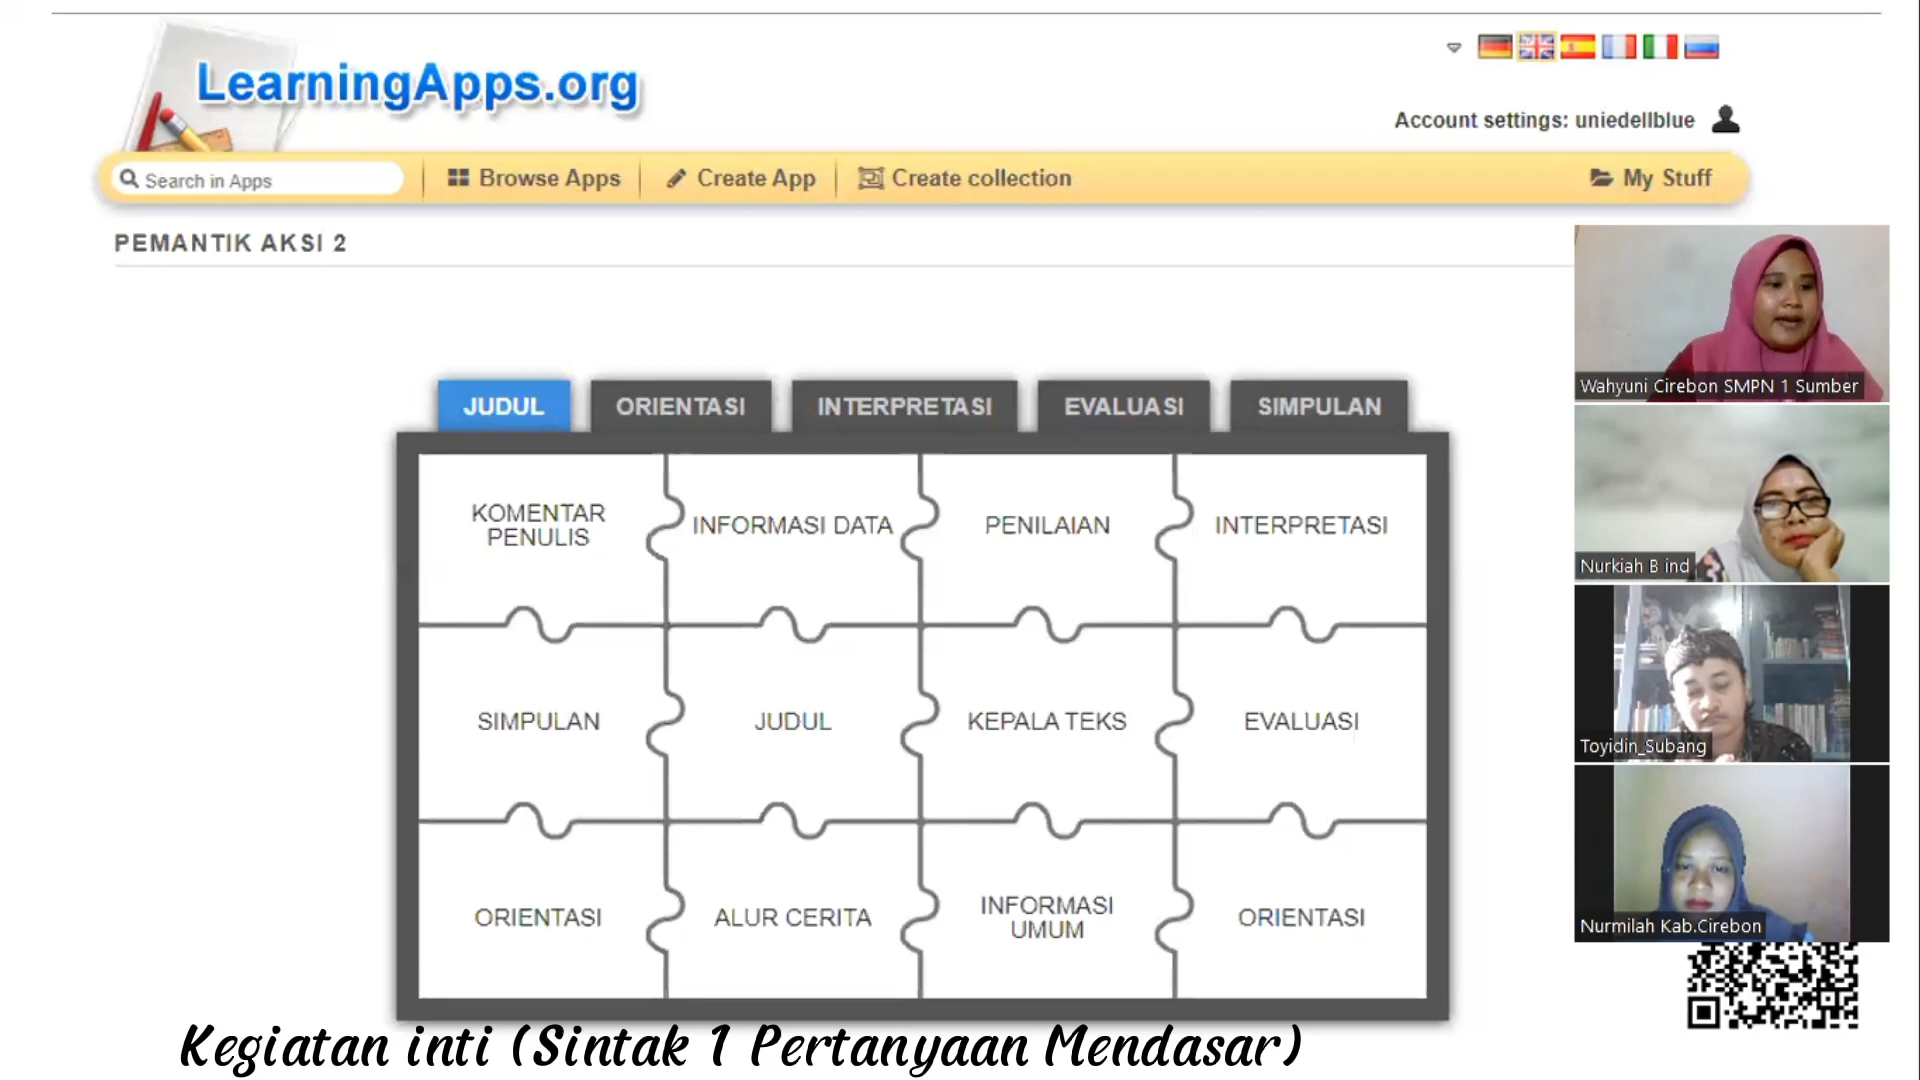 LearningApps.org
Account settings: uniedellblue
Search in Apps
Browse Apps
Create App
Create collection
My Stuff
PEMANTIK AKSI 2
JUDUL
ORIENTASI
INTERPRETASI
EVALUASI
SIMPULAN
KOMENTAR
PENULIS
INFORMASI DATA
PENILAIAN
INTERPRETASI
SIMPULAN
JUDUL
KEPALA TEKS
EVALUASI
ORIENTASI
ALUR CERITA
INFORMASI
UMUM
ORIENTASI
Wahyuni Cirebon SMPN 1 Sumber
Nurkiah B ind
Toyidin_Subang
Nurmilah Kab.Cirebon
Kegiatan inti (Sintak 1 Pertanyaan Mendasar)